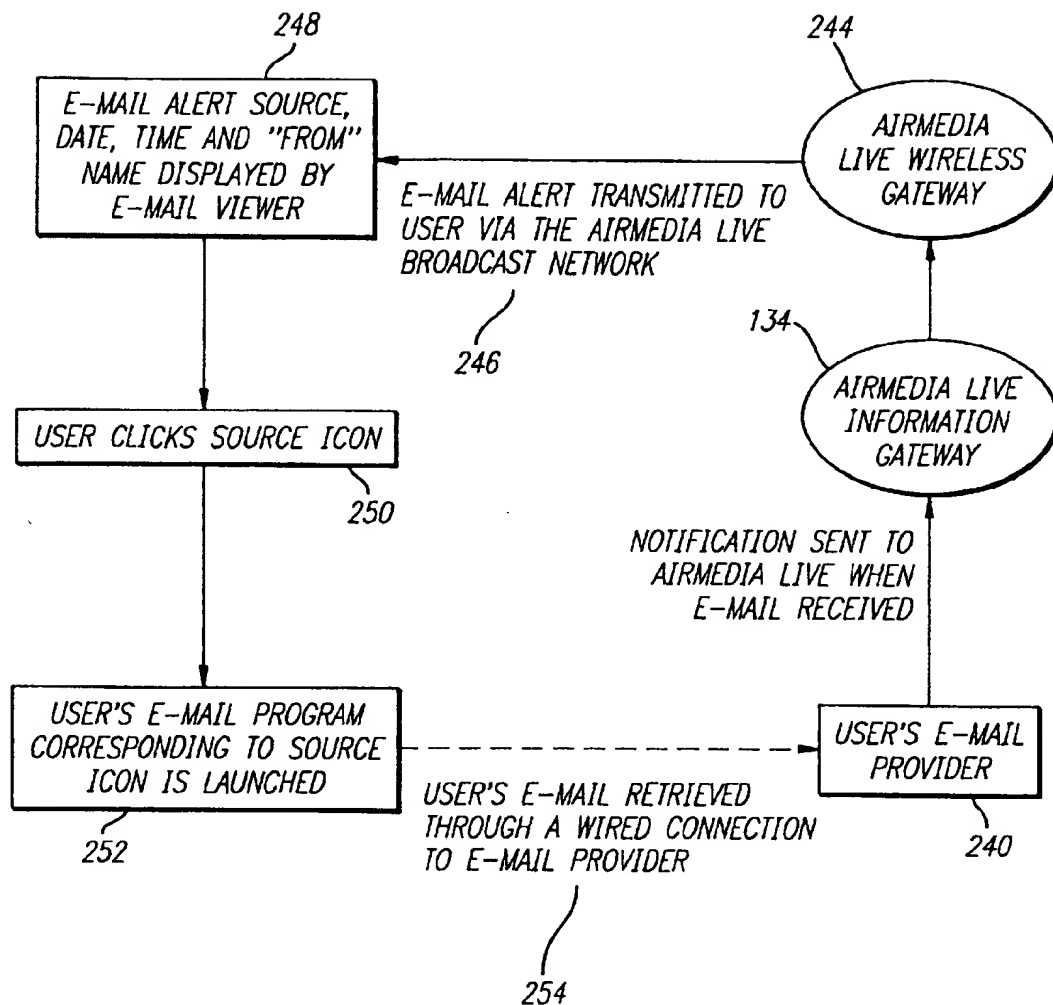 248
E-MAIL ALERT SOURCE,
DATE, TIME AND "FROM"
NAME DISPLAYED BY
E-MAIL VIEWER
244
AIRMEDIA
LIVE WIRELESS
GATEWAY
E-MAIL ALERT TRANSMITTED TO
USER VIA THE AIRMEDIA LIVE
BROADCAST NETWORK
246
134
AIRMEDIA LIVE
INFORMATION
GATEWAY
USER CLICKS SOURCE ICON
250
NOTIFICATION SENT TO
AIRMEDIA LIVE WHEN
E-MAIL RECEIVED
USER'S E-MAIL PROGRAM
CORRESPONDING TO SOURCE
ICON IS LAUNCHED
252
USER'S E-MAIL
PROVIDER
240
USER'S E-MAIL RETRIEVED
THROUGH A WIRED CONNECTION
TO E-MAIL PROVIDER
254